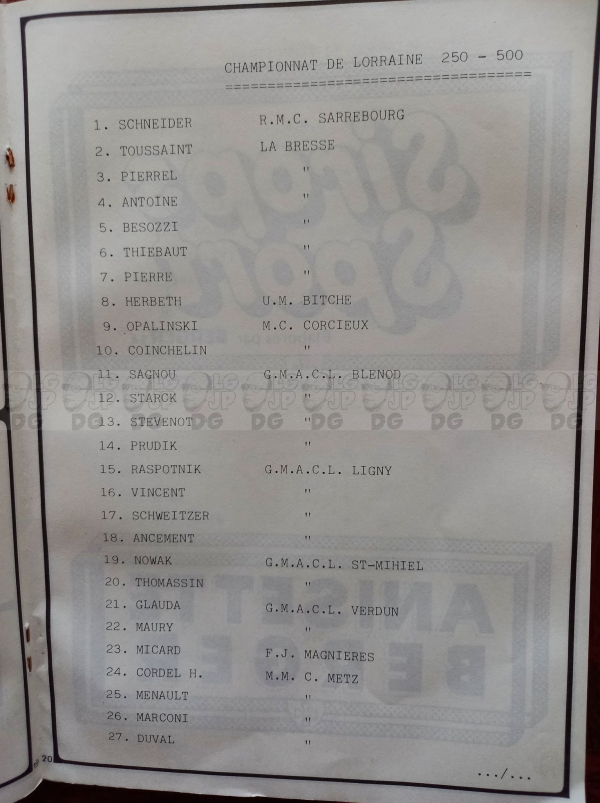 CHAMPIONNAT DE LORRAINE 250 - 500
==================================
1. SCHNEIDER R.M.C. SARREBOURG
2. TOUSSAINT LA BRESSE
3. PIERREL "
4. ANTOINE "
5. BESOZZI "
6. THIEBAUT "
7. PIERRE "
8. HERBETH U.M. BITCHE
9. OPALINSKI M.C. CORCIEUX
10. COINCHELIN "
11. SAGNOU G.M.A.C.L. BLENOD
12. STARCK "
13. STEVENOT "
14. PRUDIK "
15. RASPOTNIK G.M.A.C.L. LIGNY
16. VINCENT "
17. SCHWEITZER "
18. ANCEMENT "
19. NOWAK G.M.A.C.L. ST-MIHIEL
20. THOMASSIN "
21. GLAUDA G.M.A.C.L. VERDUN
22. MAURY "
23. MICARD F.J. MAGNIERES
24. CORDEL H. M.M. C. METZ
25. MENAULT "
26. MARCONI "
27. DUVAL "
.../...
20